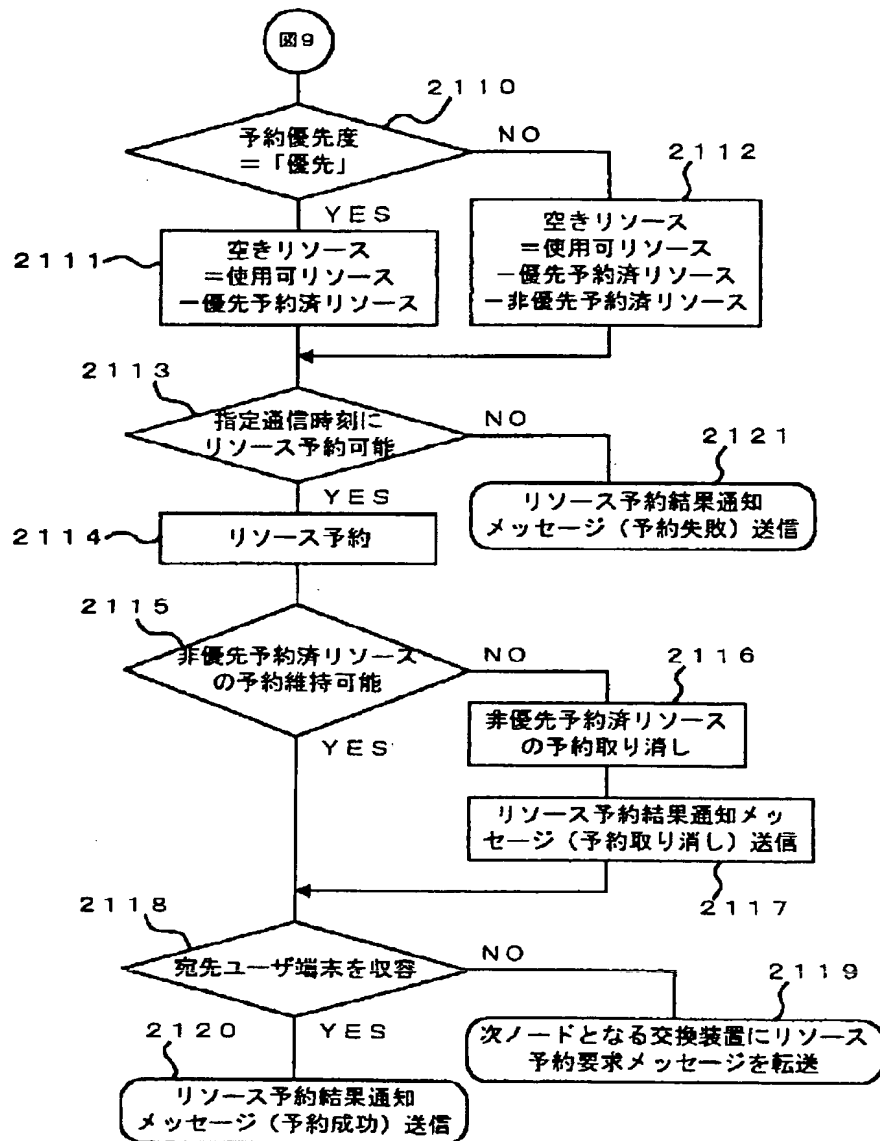 図9
2110
予約優先度
=「優先」
NO
2112
YES
空きリソース
=使用可リソース
-優先予約済リソース
-非優先予約済リソース
2111
空きリソース
=使用可リソース
-優先予約済リソース
2113
指定通信時刻に
リソース予約可能
NO
2121
YES
リソース予約結果通知
メッセージ(予約失敗)送信
2114
リソース予約
2115
非優先予約済リソース
の予約維持可能
NO
2116
YES
非優先予約済リソース
の予約取り消し
リソース予約結果通知メッ
セージ(予約取り消し)送信
2117
2118
宛先ユーザ端末を収容
NO
2119
2120
YES
次ノードとなる交換装置にリソース
予約要求メッセージを転送
リソース予約結果通知
メッセージ(予約成功)送信